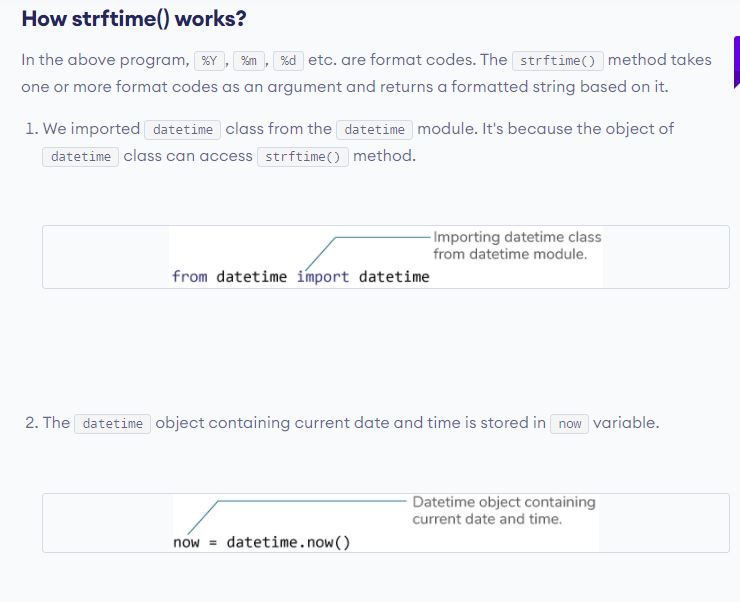 How strftime() works?
In the above program, %Y, %m, %d etc. are format codes. The strftime() method takes
one or more format codes as an argument and returns a formatted string based on it.
1. We imported datetime class from the datetime module. It's because the object of
datetime class can access strftime() method.
Importing datetime class
from datetime module.
from datetime import datetime
2. The datetime object containing current date and time is stored in now variable.
Datetime object containing
current date and time.
now = datetime.now()